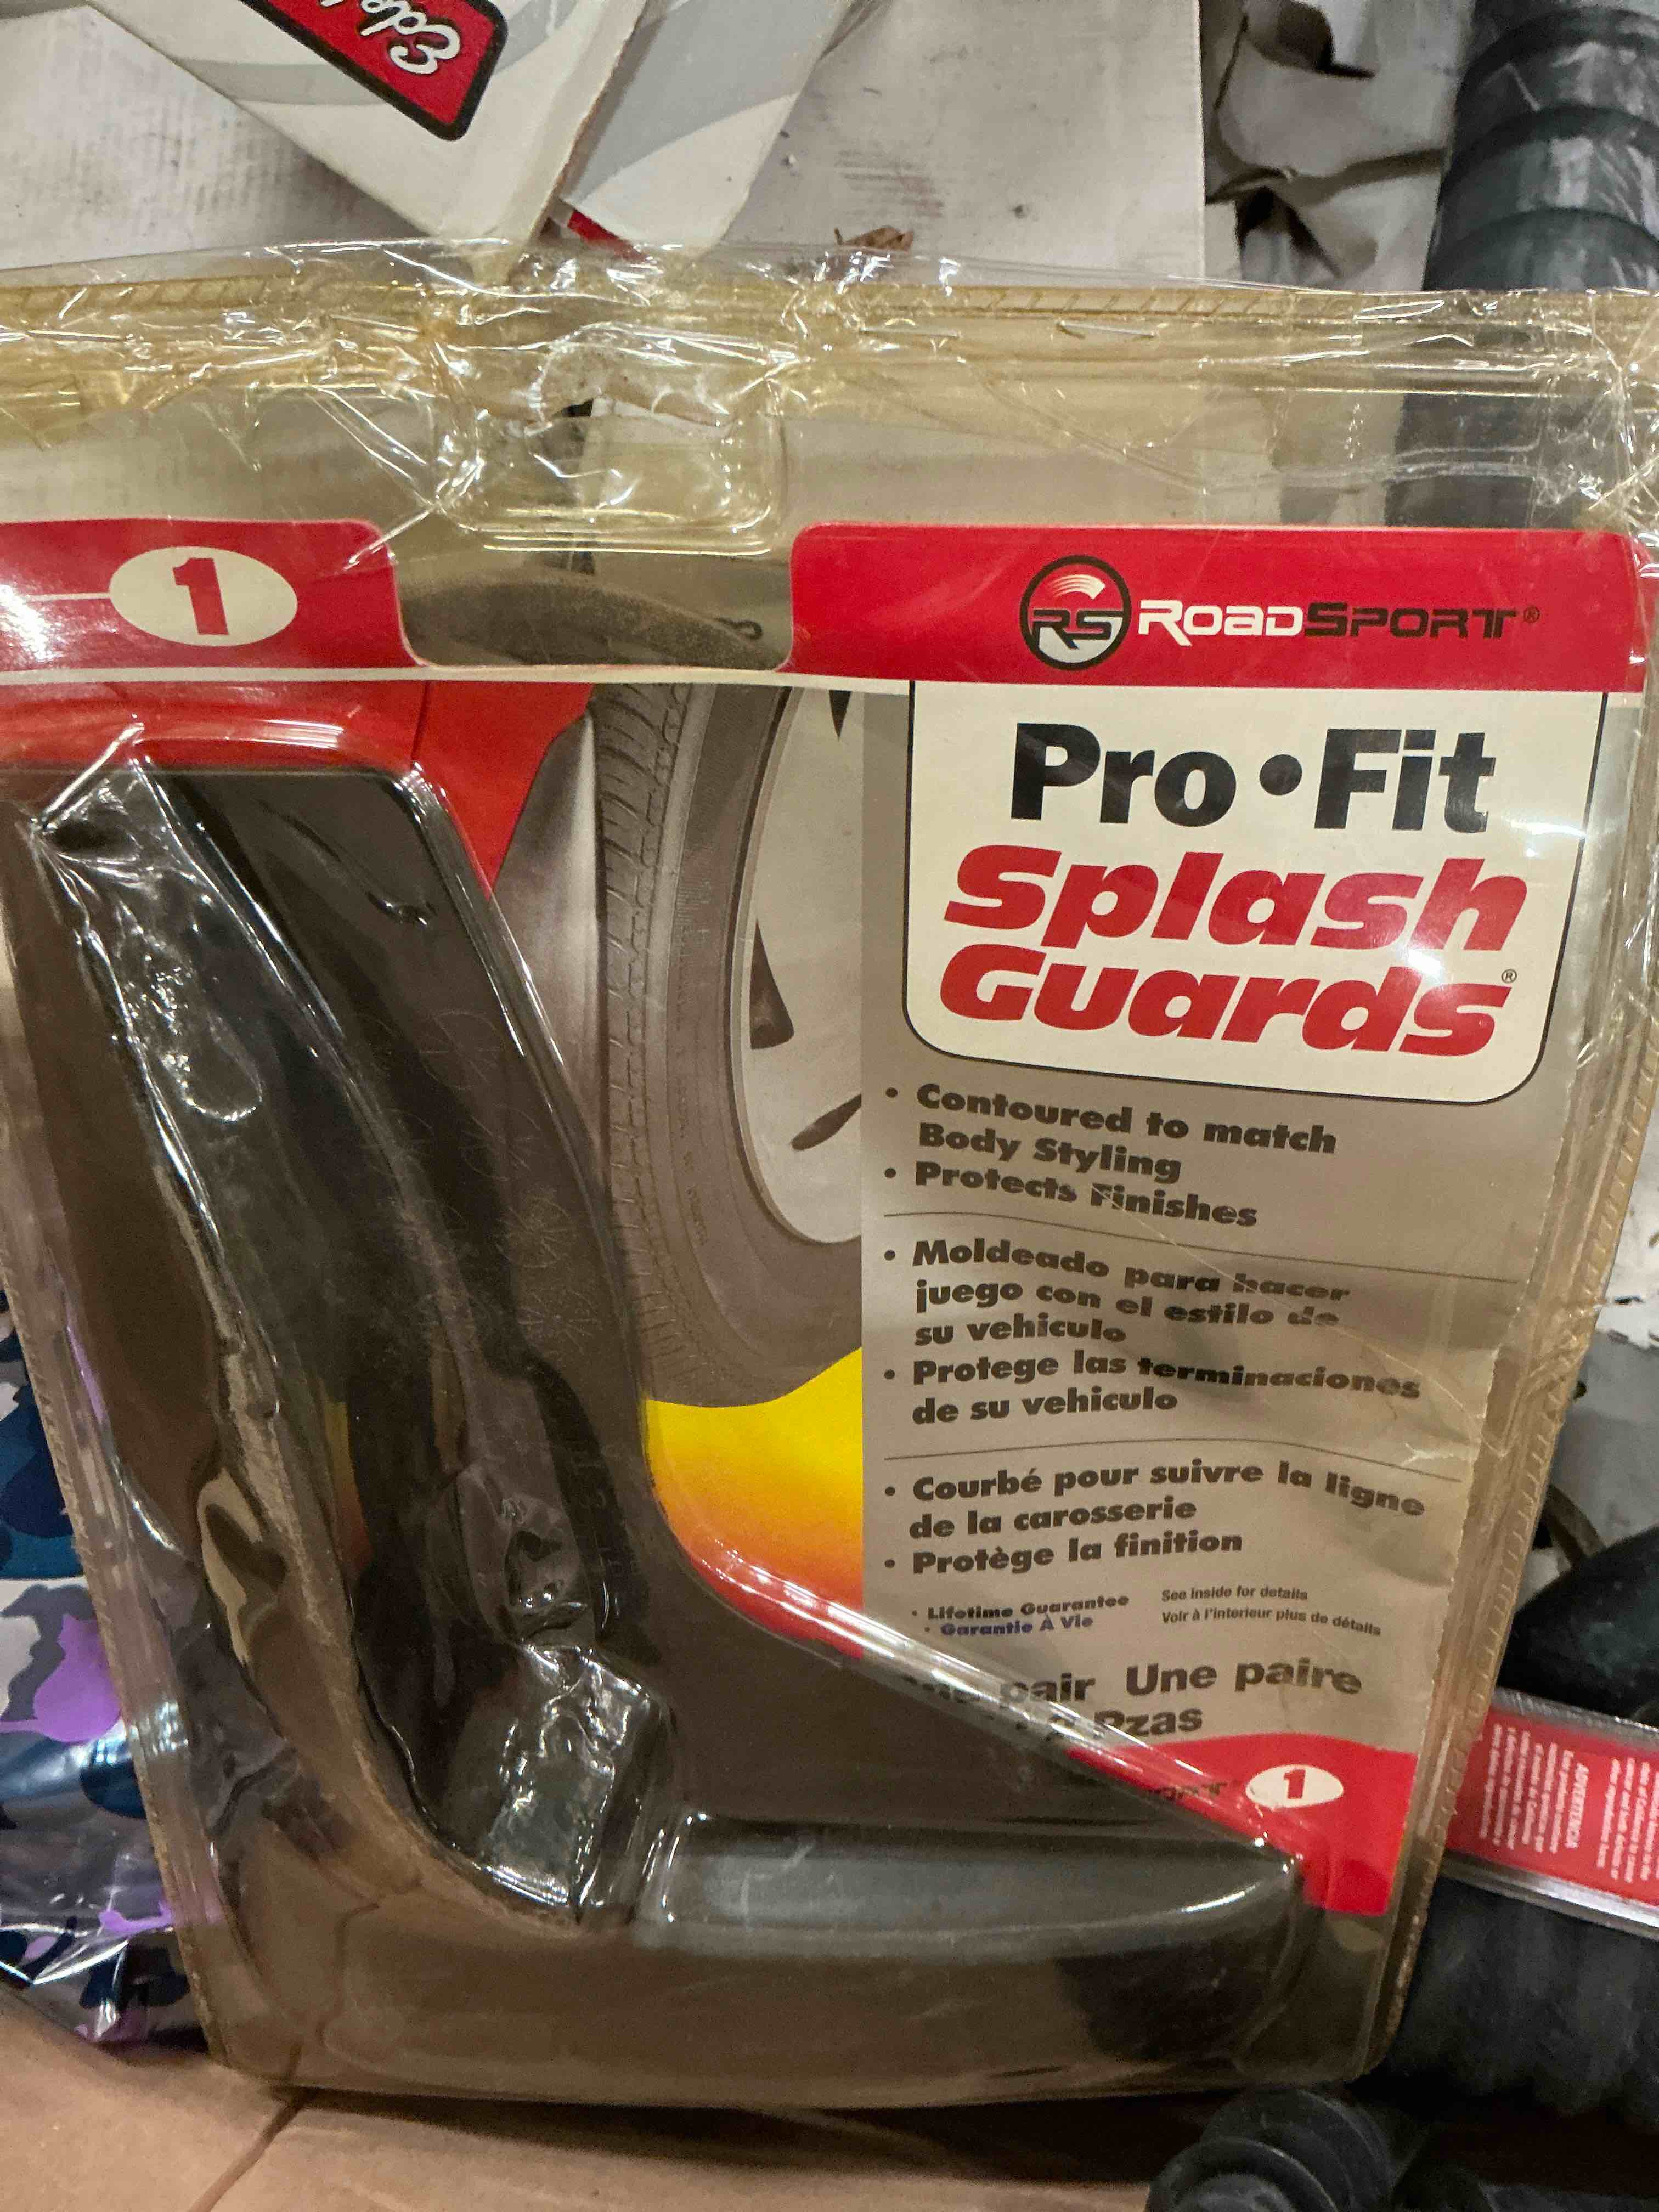 1
RS RoadSport®
Pro•Fit
Splash
Guards®
• Contoured to match
Body Styling
• Protects Finishes
• Moldeado para hacer
juego con el estilo de
su vehiculo
• Protege las terminaciones
de su vehiculo
• Courbé pour suivre la ligne
de la carosserie
• Protège la finition
• Lifetime Guarantee
See inside for details
• Garantie À Vie
Voir à l'interieur plus de détails
pair Une paire
Pzas
1
ADVERTENCIA